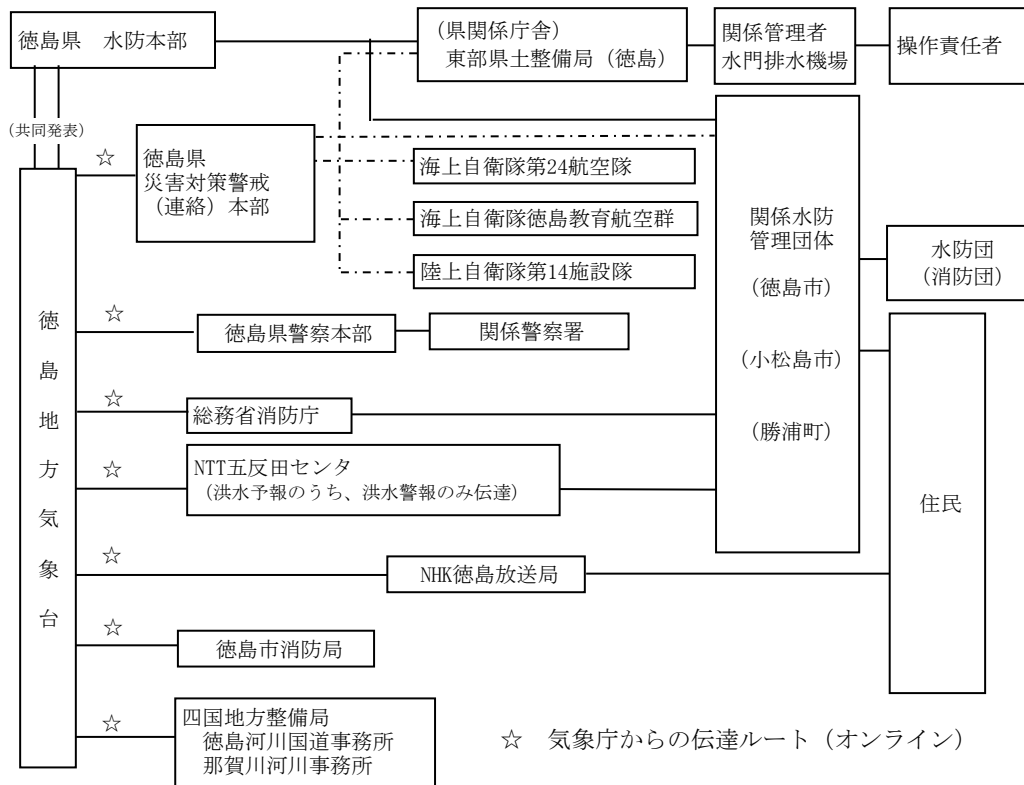 徳島県　水防本部
（県関係庁舎）
東部県土整備局（徳島）
関係管理者
水門排水機場
操作責任者
（共同発表）
☆
徳島県
災害対策警戒
（連絡）本部
海上自衛隊第24航空隊
海上自衛隊徳島教育航空群
陸上自衛隊第14施設隊
関係水防
管理団体
（徳島市）
（小松島市）
（勝浦町）
水防団
（消防団）
徳島地方気象台
☆
徳島県警察本部
関係警察署
☆
総務省消防庁
☆
NTT五反田センタ
（洪水予報のうち、洪水警報のみ伝達）
住民
☆
NHK徳島放送局
☆
徳島市消防局
☆
四国地方整備局
徳島河川国道事務所
那賀川河川事務所
☆　気象庁からの伝達ルート（オンライン）